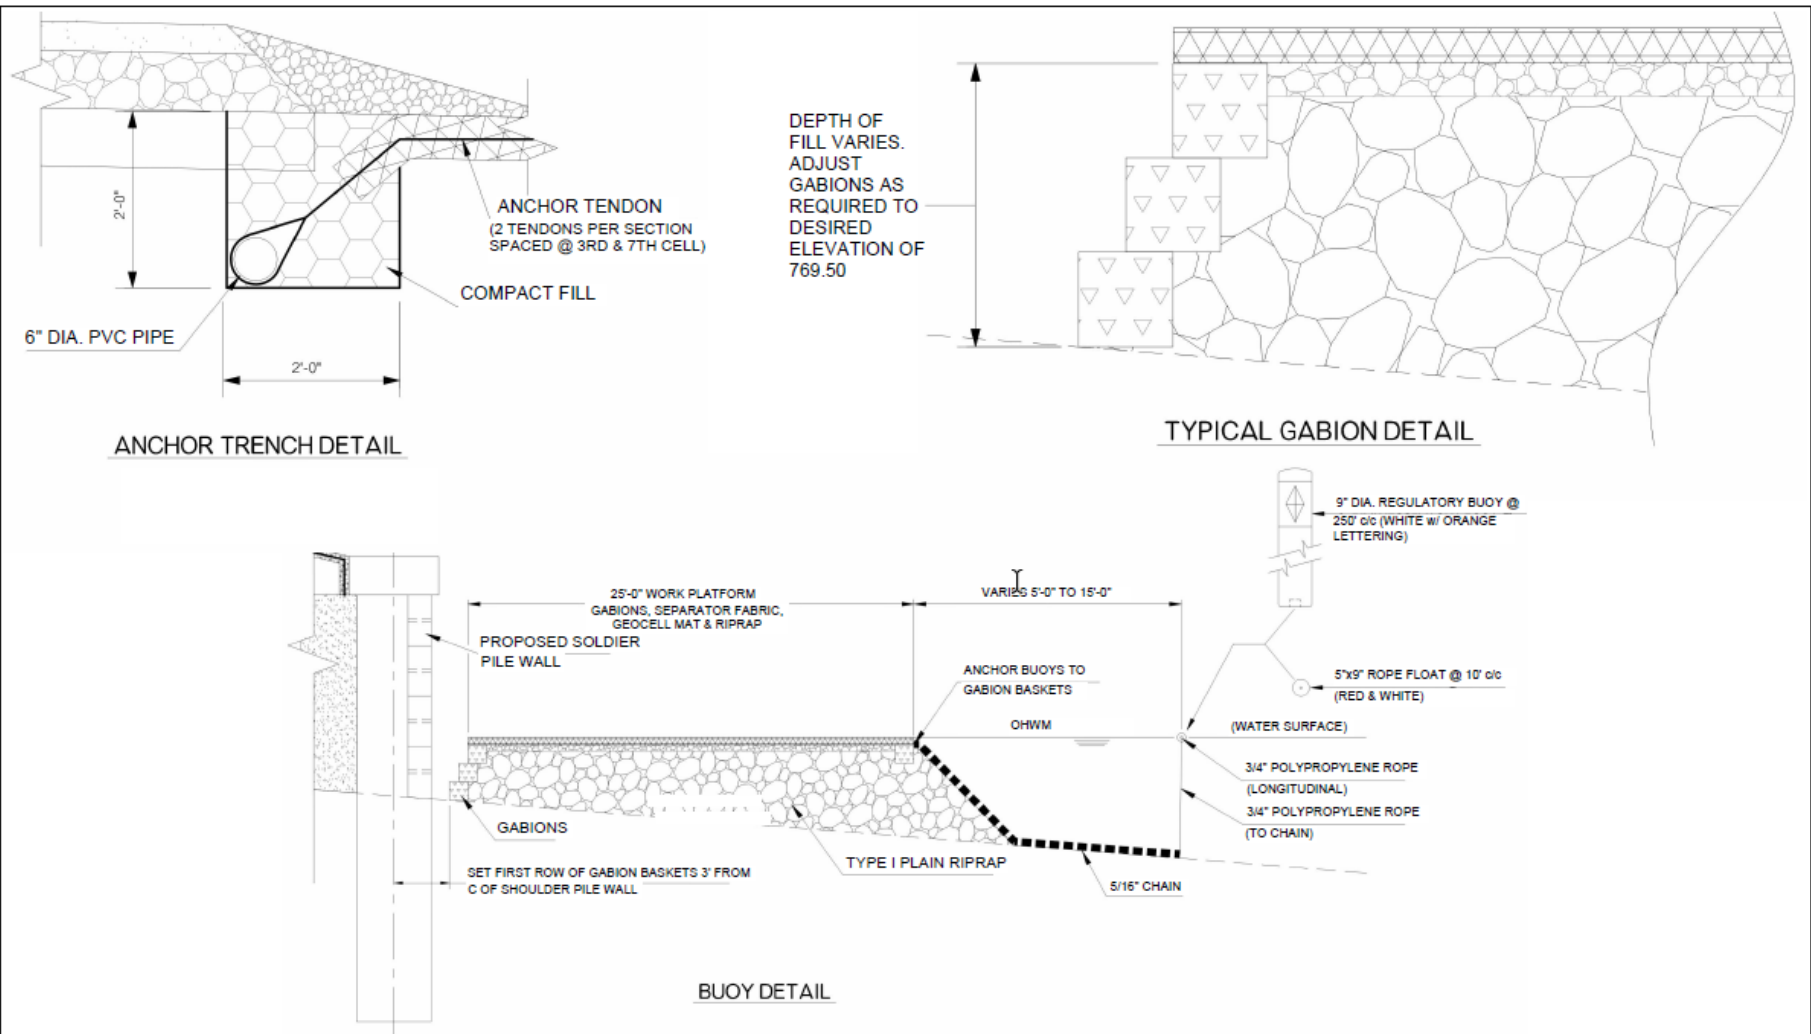 2'-0"
ANCHOR TENDON
(2 TENDONS PER SECTION
SPACED @ 3RD & 7TH CELL)
COMPACT FILL
6" DIA. PVC PIPE
2'-0"
ANCHOR TRENCH DETAIL
DEPTH OF
FILL VARIES.
ADJUST
GABIONS AS
REQUIRED TO
DESIRED
ELEVATION OF
769.50
TYPICAL GABION DETAIL
9" DIA. REGULATORY BUOY @
250' c/c (WHITE w/ ORANGE
LETTERING)
25'-0" WORK PLATFORM
GABIONS, SEPARATOR FABRIC,
GEOCELL MAT & RIPRAP
VARIES 5'-0" TO 15'-0"
PROPOSED SOLDIER
PILE WALL
ANCHOR BUOYS TO
GABION BASKETS
5"x9" ROPE FLOAT @ 10' c/c
(RED & WHITE)
OHWM
(WATER SURFACE)
3/4" POLYPROPYLENE ROPE
(LONGITUDINAL)
3/4" POLYPROPYLENE ROPE
(TO CHAIN)
GABIONS
TYPE I PLAIN RIPRAP
SET FIRST ROW OF GABION BASKETS 3' FROM
C OF SHOULDER PILE WALL
5/16" CHAIN
BUOY DETAIL